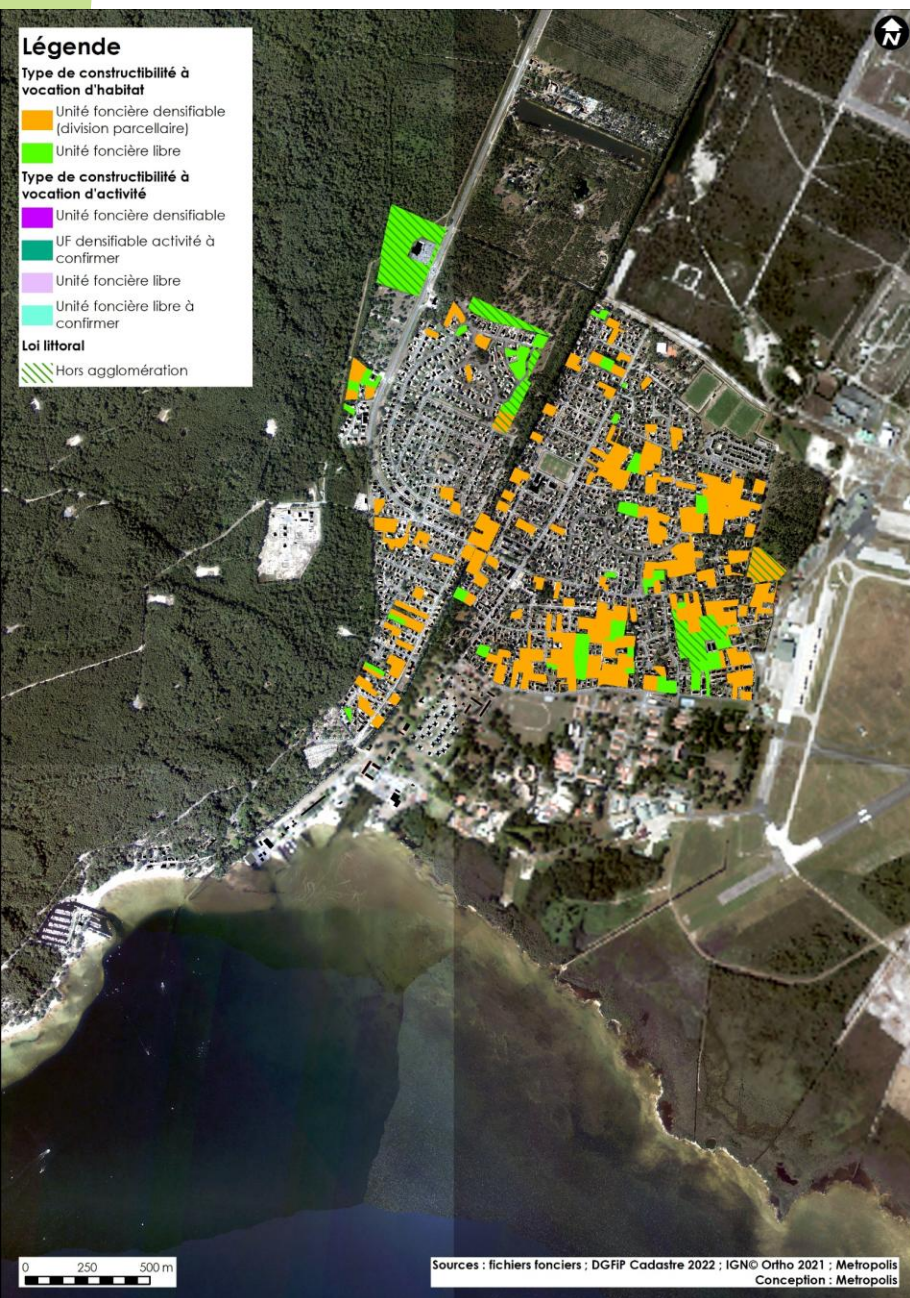 N
Légende
Type de constructibilité à
vocation d'habitat
Unité foncière densifiable
(division parcellaire)
Unité foncière libre
Type de constructibilité à
vocation d'activité
Unité foncière densifiable
UF densifiable activité à
confirmer
Unité foncière libre
Unité foncière libre à
confirmer
Loi littoral
Hors agglomération
0 250 500 m
Sources : fichiers fonciers ; DGFiP Cadastre 2022 ; IGN© Ortho 2021 ; Metropolis
Conception : Metropolis